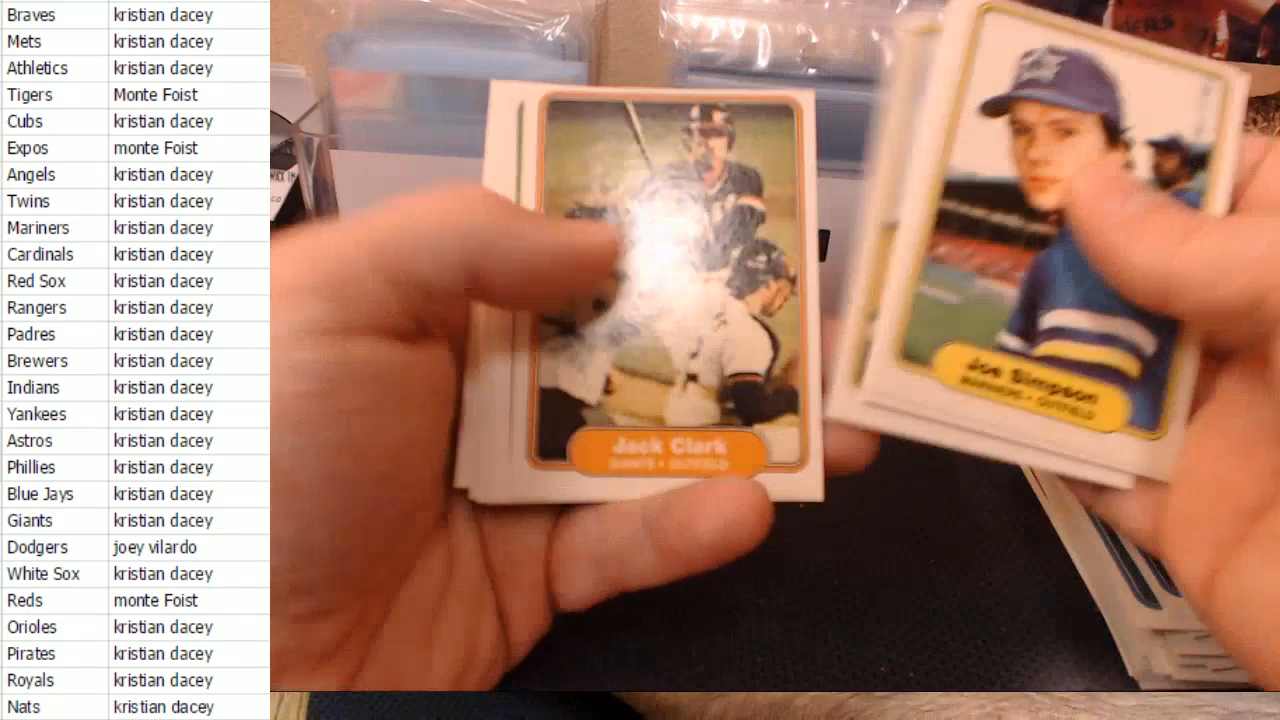 Braves kristian dacey
Mets kristian dacey
Athletics kristian dacey
Tigers Monte Foist
Cubs kristian dacey
Expos monte Foist
Angels kristian dacey
Twins kristian dacey
Mariners kristian dacey
Cardinals kristian dacey
Red Sox kristian dacey
Rangers kristian dacey
Padres kristian dacey
Brewers kristian dacey
Indians kristian dacey
Yankees kristian dacey
Astros kristian dacey
Phillies kristian dacey
Blue Jays kristian dacey
Giants kristian dacey
Dodgers joey vilardo
White Sox kristian dacey
Reds monte Foist
Orioles kristian dacey
Pirates kristian dacey
Royals kristian dacey
Nats kristian dacey
Jack Clark
GIANTS • OUTFIELD
Joe Simpson
MARINERS • OUTFIELD